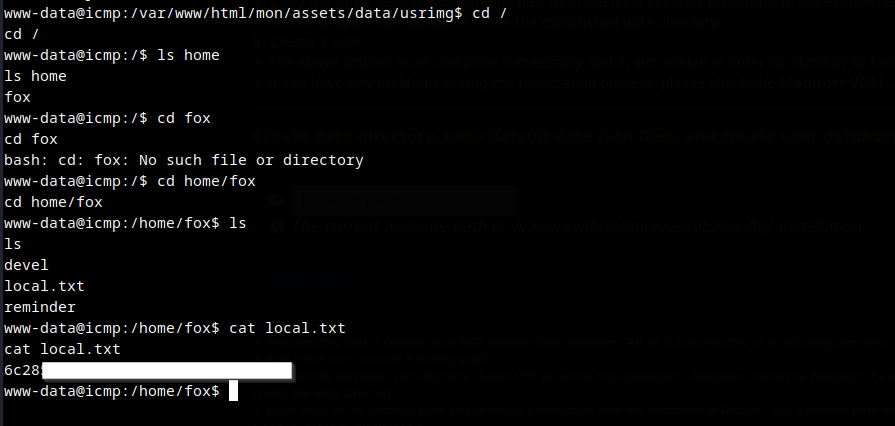 www-data@icmp:/var/www/html/mon/assets/data/usrimg$ cd /
cd /
www-data@icmp:/$ ls home
ls home
fox
www-data@icmp:/$ cd fox
cd fox
bash: cd: fox: No such file or directory
www-data@icmp:/$ cd home/fox
cd home/fox
www-data@icmp:/home/fox$ ls
ls
devel
local.txt
reminder
www-data@icmp:/home/fox$ cat local.txt
cat local.txt
6c28
www-data@icmp:/home/fox$